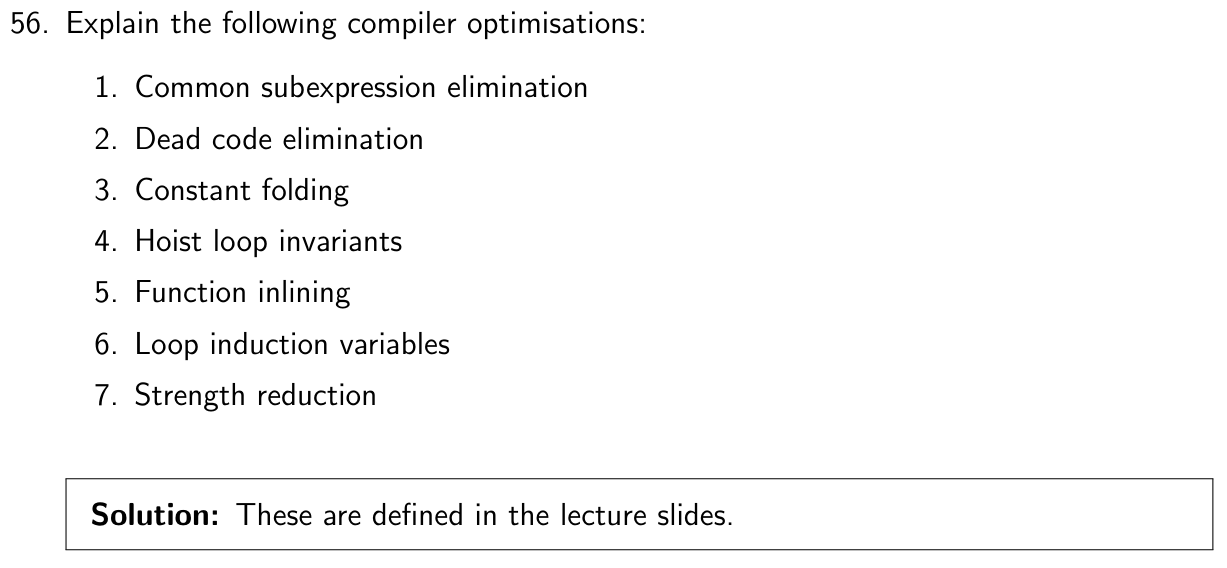 56. Explain the following compiler optimisations:
1. Common subexpression elimination
2. Dead code elimination
3. Constant folding
4. Hoist loop invariants
5. Function inlining
6. Loop induction variables
7. Strength reduction
Solution: These are defined in the lecture slides.